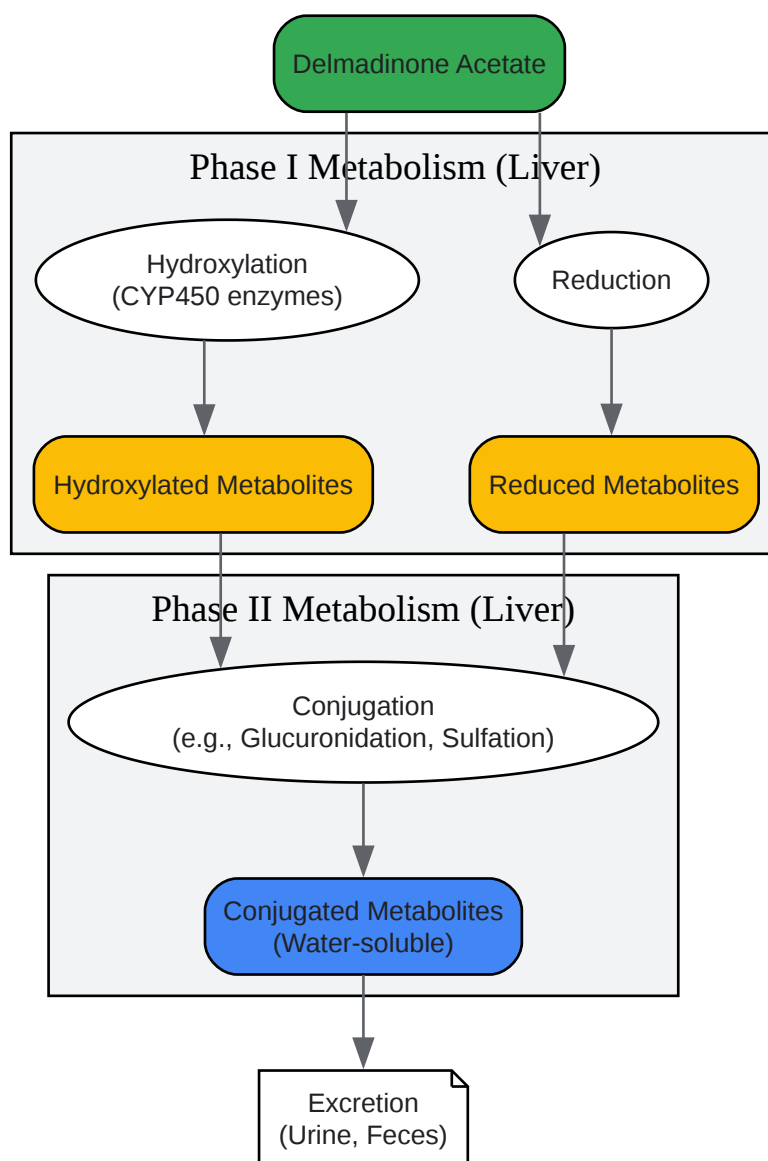 Delmadinone Acetate
Phase I Metabolism (Liver)
Hydroxylation
(CYP450 enzymes)
Reduction
Hydroxylated Metabolites
Reduced Metabolites
Phase II Metabolism (Liver)
Conjugation
(e.g., Glucuronidation, Sulfation)
Conjugated Metabolites
(Water-soluble)
Excretion
(Urine, Feces)